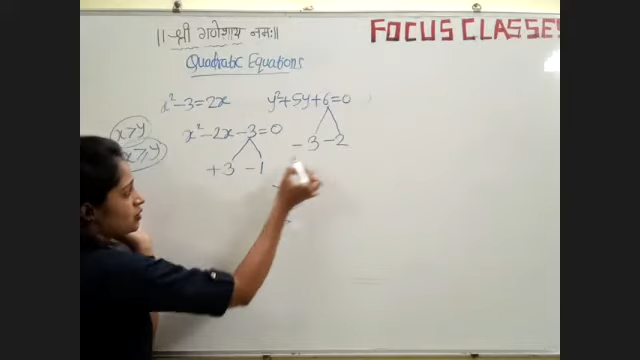 || श्री गणेशाय नमः ||
FOCUS CLASSES
Quadratic Equations
x²-3=2x
y²+5y+6=0
x²-2x-3=0
-3 -2
x>y
x≥y
+3 -1